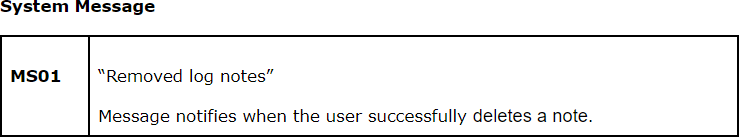 System Message
MS01
“Removed log notes”
Message notifies when the user successfully deletes a note.